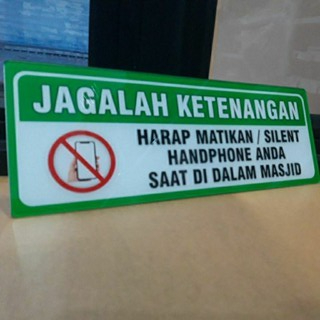 JAGALAH KETENANGAN
HARAP MATIKAN / SILENT
HANDPHONE ANDA
SAAT DI DALAM MASJID